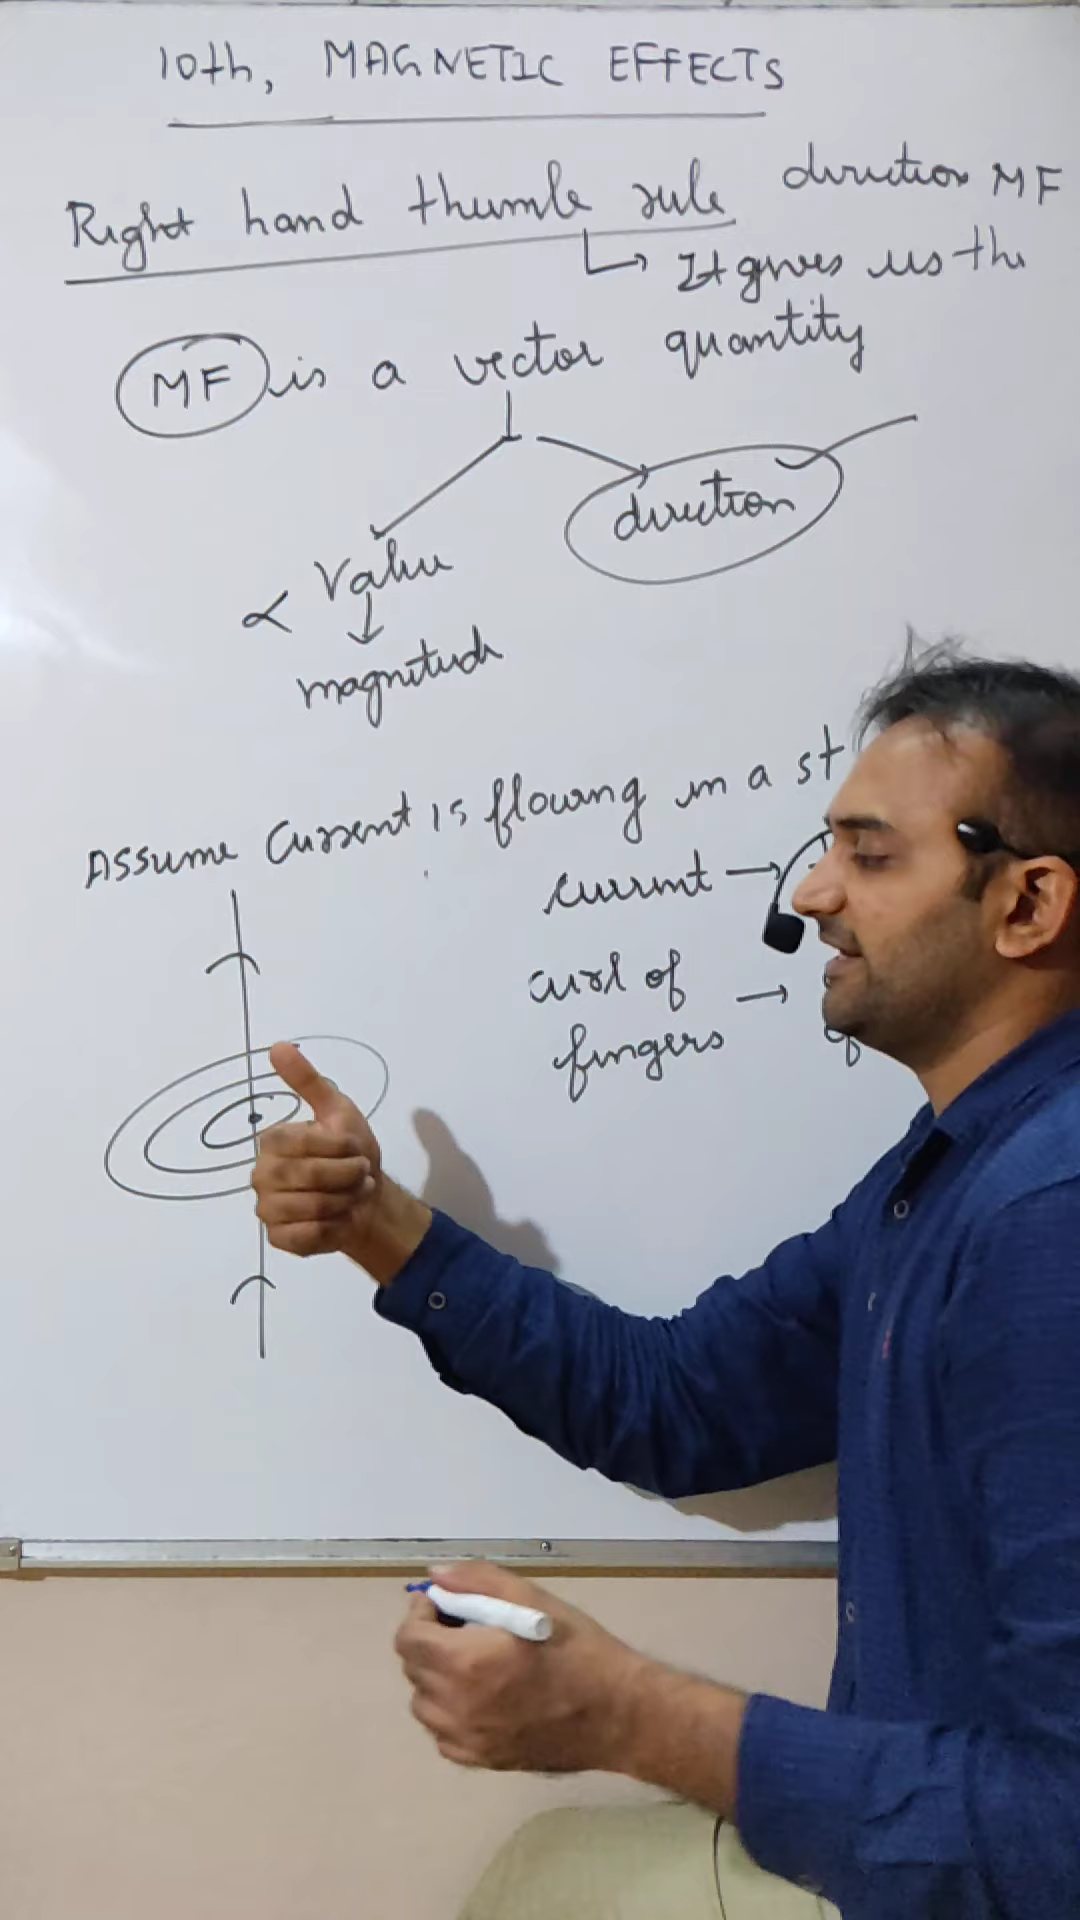 10th, MAGNETIC EFFECTS
Right hand thumb rule
direction MF
↳ It gives us the
MF is a vector quantity
direction
∝ Value
↓
magnitude
Assume Current is flowing in a st
current →
curl of
fingers →